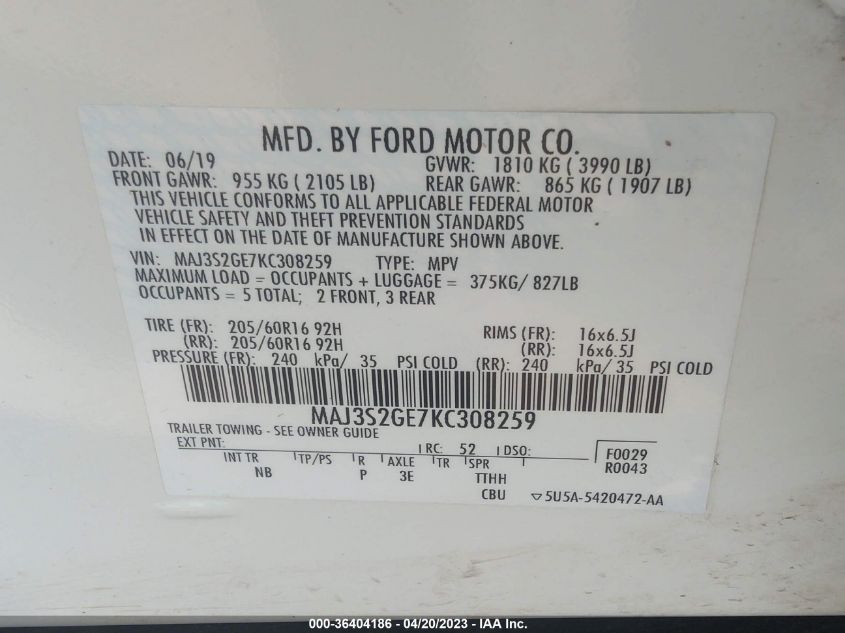 MFD. BY FORD MOTOR CO.
DATE: 06/19 GVWR: 1810 KG ( 3990 LB)
FRONT GAWR: 955 KG ( 2105 LB) REAR GAWR: 865 KG ( 1907 LB)
THIS VEHICLE CONFORMS TO ALL APPLICABLE FEDERAL MOTOR
VEHICLE SAFETY AND THEFT PREVENTION STANDARDS
IN EFFECT ON THE DATE OF MANUFACTURE SHOWN ABOVE.
VIN: MAJ3S2GE7KC308259 TYPE: MPV
MAXIMUM LOAD = OCCUPANTS + LUGGAGE = 375KG/ 827LB
OCCUPANTS = 5 TOTAL; 2 FRONT, 3 REAR
TIRE (FR): 205/60R16 92H RIMS (FR): 16x6.5J
(RR): 205/60R16 92H (RR): 16x6.5J
PRESSURE (FR): 240 kPa/ 35 PSI COLD (RR): 240 kPa/ 35 PSI COLD
MAJ3S2GE7KC308259
TRAILER TOWING - SEE OWNER GUIDE
EXT PNT: RC: 52 DSO: F0029
R0043
INT TR TP/PS R AXLE TR SPR
NB P 3E TTHH
CBU 5U5A-5420472-AA
000-36404186 - 04/20/2023 - IAA Inc.